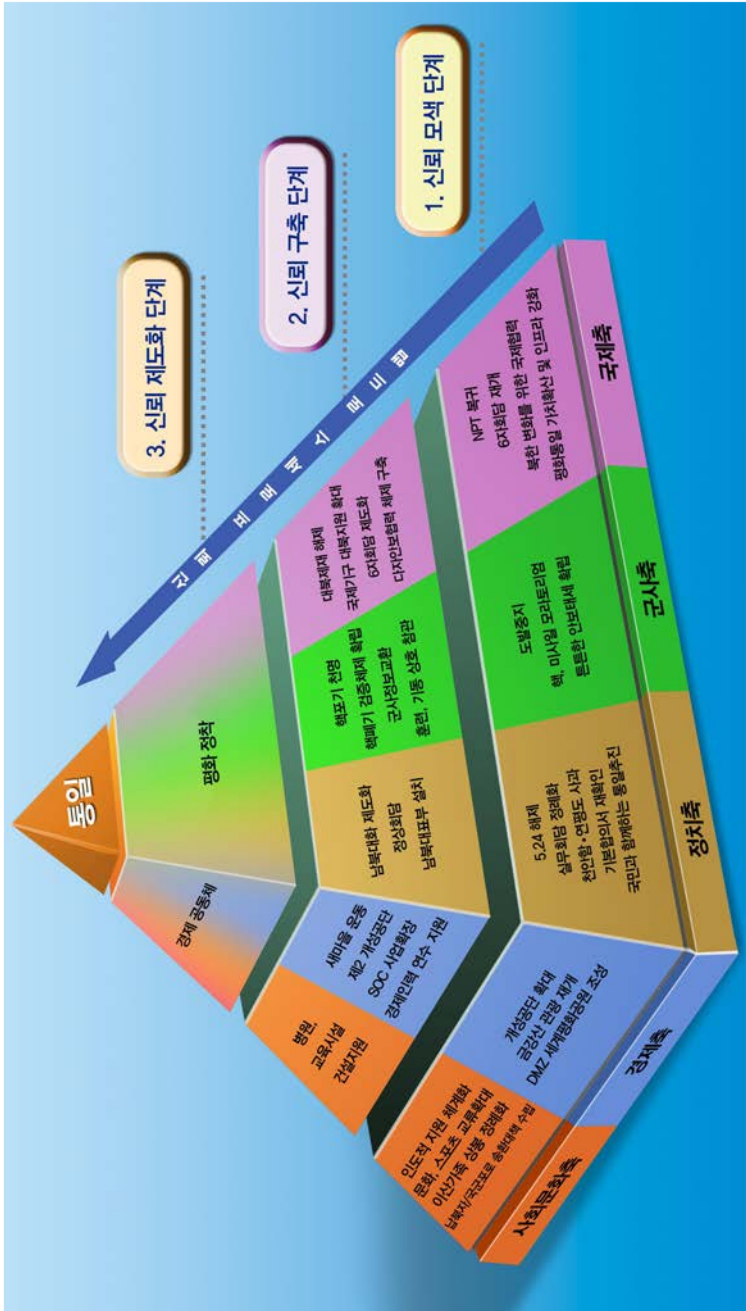 통일
3. 신뢰 제도화 단계
2. 신뢰 구축 단계
1. 신뢰 모색 단계
신뢰프로세스 로드맵
경제 공동체
평화 정착
병원,
교육시설
건설지원
새마을 운동
제2 개성공단
SOC 사업확장
경제인력 연수 지원
남북대화 제도화
정상회담
남북대표부 설치
핵포기 천명
핵폐기 검증체제 확립
군사정보교환
훈련, 기동 상호 참관
대북제재 해제
국제기구 대북지원 확대
6자회담 제도화
다자안보협력 체제 구축
인도적 지원 체계화
문화, 스포츠 교류확대
이산가족 상봉 정례화
납북자/국군포로 송환대책 수립
개성공단 확대
금강산 관광 재개
DMZ 세계평화공원 조성
5.24 해제
실무회담 정례화
천안함·연평도 사과
기본합의서 재확인
국민과 함께하는 통일추진
도발중지
핵, 미사일 모라토리엄
튼튼한 안보태세 확립
NPT 복귀
6자회담 재개
북한 변화를 위한 국제협력
평화통일 가치확산 및 인프라 강화
사회문화축
경제축
정치축
군사축
국제축